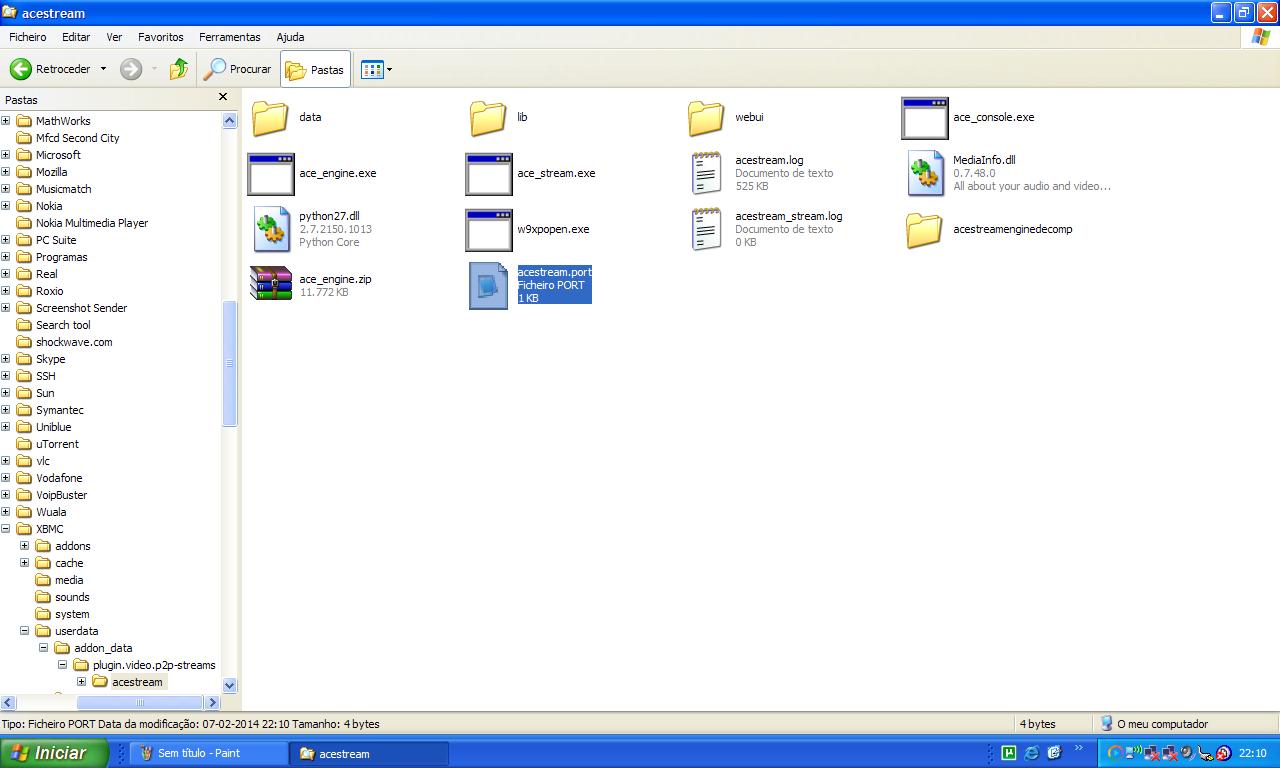 acestream
Ficheiro Editar Ver Favoritos Ferramentas Ajuda
Retroceder Procurar Pastas
Pastas
MathWorks
Mfcd Second City
Microsoft
Mozilla
Musicmatch
Nokia
Nokia Multimedia Player
PC Suite
Programas
Real
Roxio
Screenshot Sender
Search tool
shockwave.com
Skype
SSH
Sun
Symantec
Uniblue
uTorrent
vlc
Vodafone
VoipBuster
Wuala
XBMC
addons
cache
media
sounds
system
userdata
addon_data
plugin.video.p2p-streams
acestream
data
lib
webui
ace_console.exe
ace_engine.exe
ace_stream.exe
acestream.log
Documento de texto
525 KB
MediaInfo.dll
0.7.48.0
All about your audio and video...
python27.dll
2.7.2150.1013
Python Core
w9xpopen.exe
acestream_stream.log
Documento de texto
0 KB
acestreamenginedecomp
ace_engine.zip
11.772 KB
acestream.port
Ficheiro PORT
1 KB
Tipo: Ficheiro PORT Data da modificação: 07-02-2014 22:10 Tamanho: 4 bytes
4 bytes
O meu computador
Iniciar
Sem título - Paint
acestream
22:10